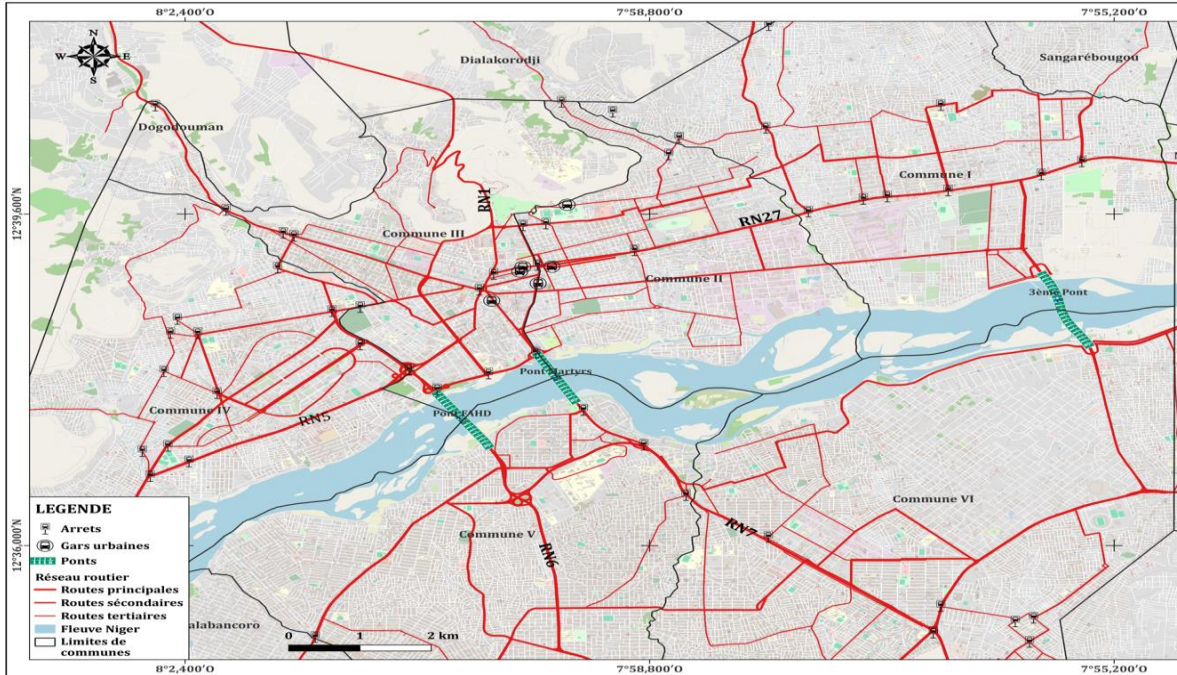 8°2,400′O
7°58,800′O
7°55,200′O
N
W
E
S
Dialakorodji
Sangarébougou
Dogodouman
Commune I
12°39,600′N
RN1
RN27
Commune III
Commune II
3ème Pont
Pont Martyrs
Commune IV
Pont FAHD
RN5
Commune VI
LEGENDE
Arrets
Gars urbaines
Ponts
Réseau routier
Routes principales
Routes sécondaires
Routes tertiaires
Fleuve Niger
Limites de
communes
Commune V
RN7
RN6
12°36,000′N
alabancoro
0 1 2 km
8°2,400′O
7°58,800′O
7°55,200′O